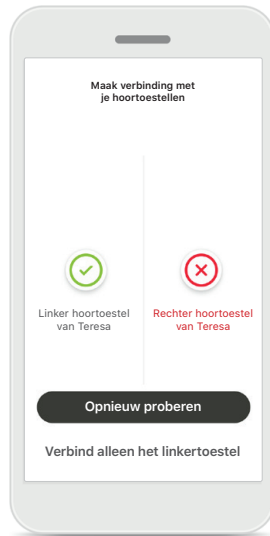 Maak verbinding met
je hoortoestellen
Linker hoortoestel
van Teresa
Rechter hoortoestel
van Teresa
Opnieuw proberen
Verbind alleen het linkertoestel